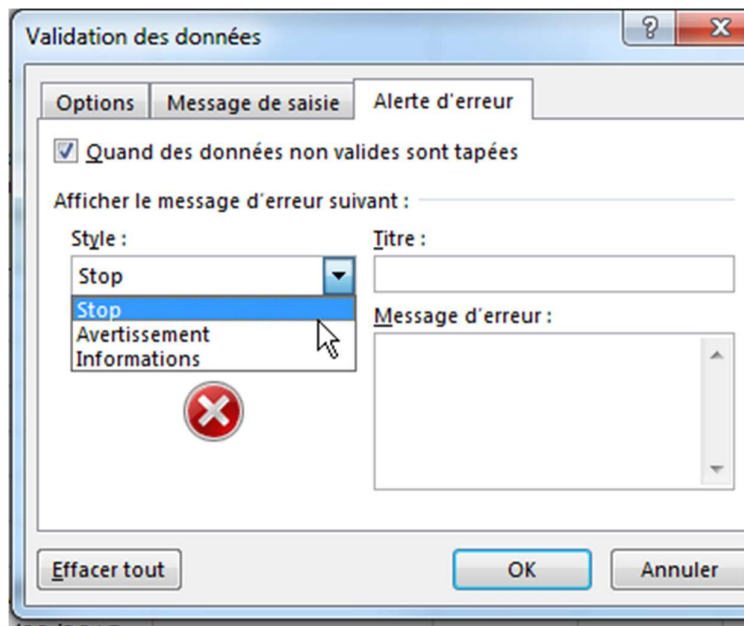 Validation des données
Options Message de saisie Alerte d'erreur
Quand des données non valides sont tapées
Afficher le message d'erreur suivant :
Style : Titre :
Stop
Stop
Message d'erreur :
Avertissement
Informations
Effacer tout OK Annuler